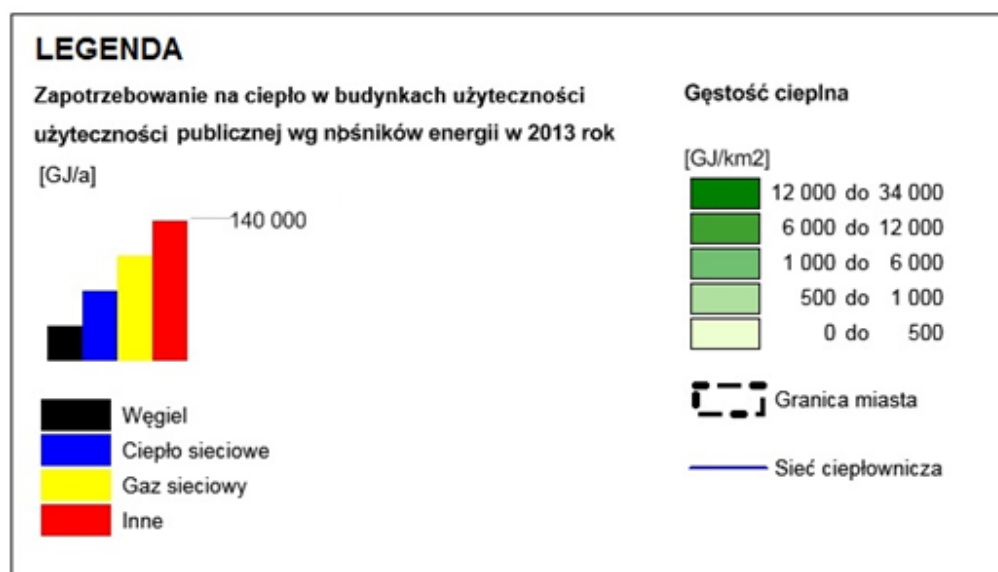 LEGENDA
Zapotrzebowanie na ciepło w budynkach użyteczności
użyteczności publicznej wg nbśników energii w 2013 rok
[GJ/a]
140 000
Węgiel
Ciepło sieciowe
Gaz sieciowy
Inne
Gęstość cieplna
[GJ/km2]
12 000 do 34 000
6 000 do 12 000
1 000 do 6 000
500 do 1 000
0 do 500
Granica miasta
Sieć ciepłownicza